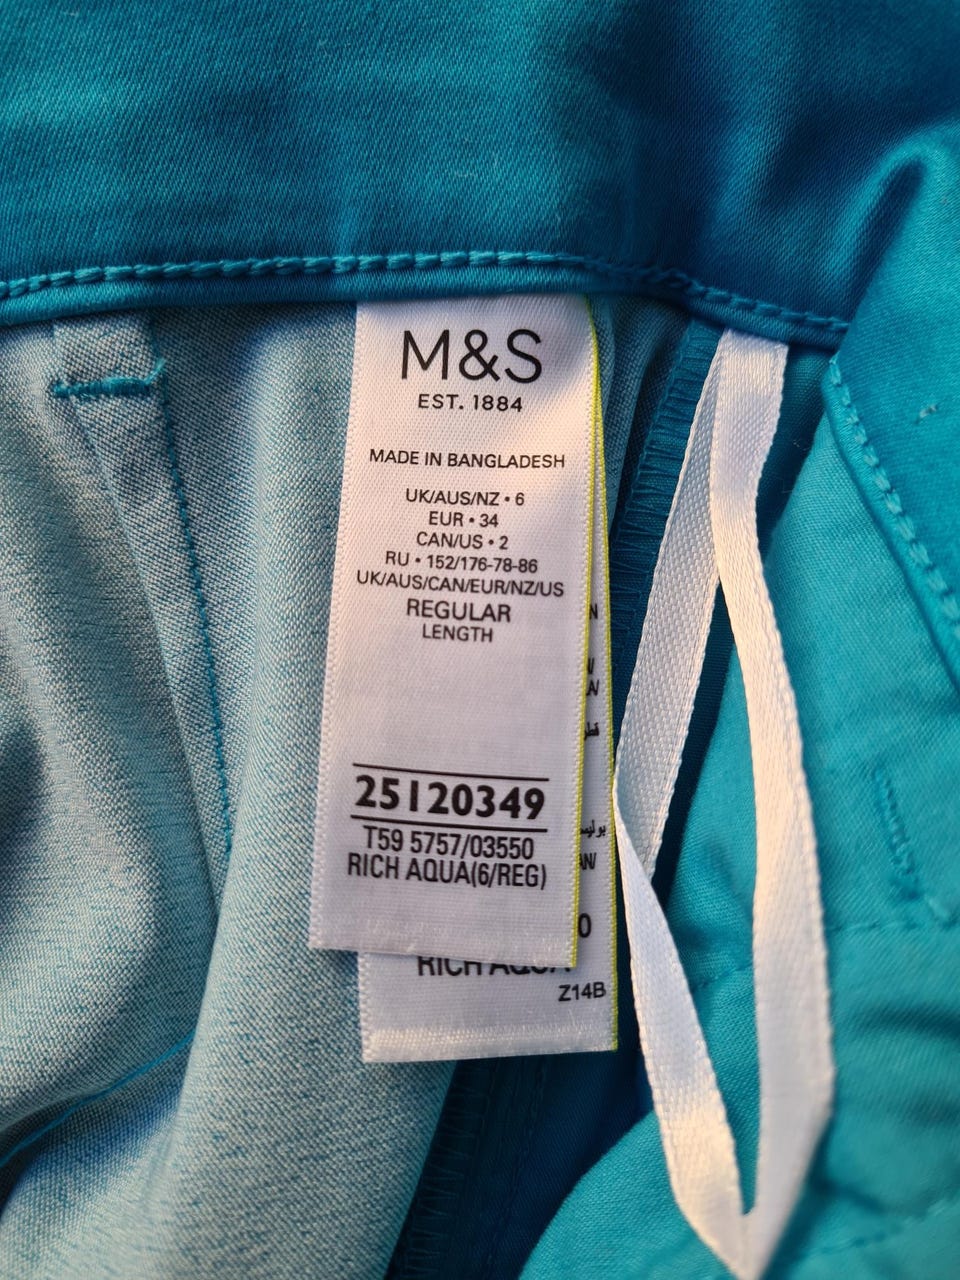 M&S
EST. 1884
MADE IN BANGLADESH
UK/AUS/NZ • 6
EUR • 34
CAN/US • 2
RU • 152/176-78-86
UK/AUS/CAN/EUR/NZ/US
REGULAR
LENGTH
25120349
T59 5757/03550
RICH AQUA(6/REG)
RICH AQUA
Z14B